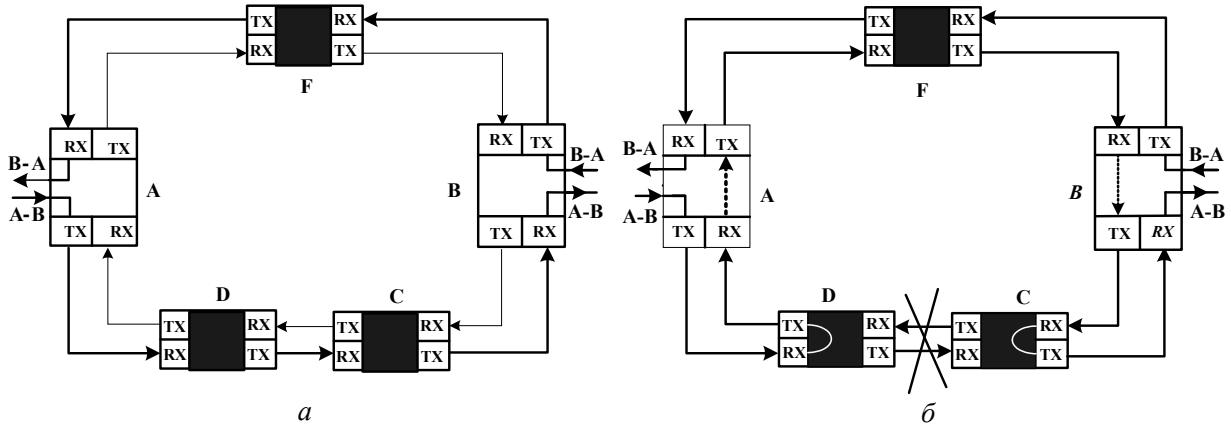 TX RX
RX TX
F
RX TX
B-A
A
A-B
TX RX
RX TX
B-A
B
A-B
TX RX
D
TX RX
RX TX
C
TX RX
RX TX
а
TX RX
RX TX
F
RX TX
B-A
A
A-B
TX RX
RX TX
B-A
B
A-B
TX RX
D
TX RX
RX TX
C
TX RX
RX TX
б